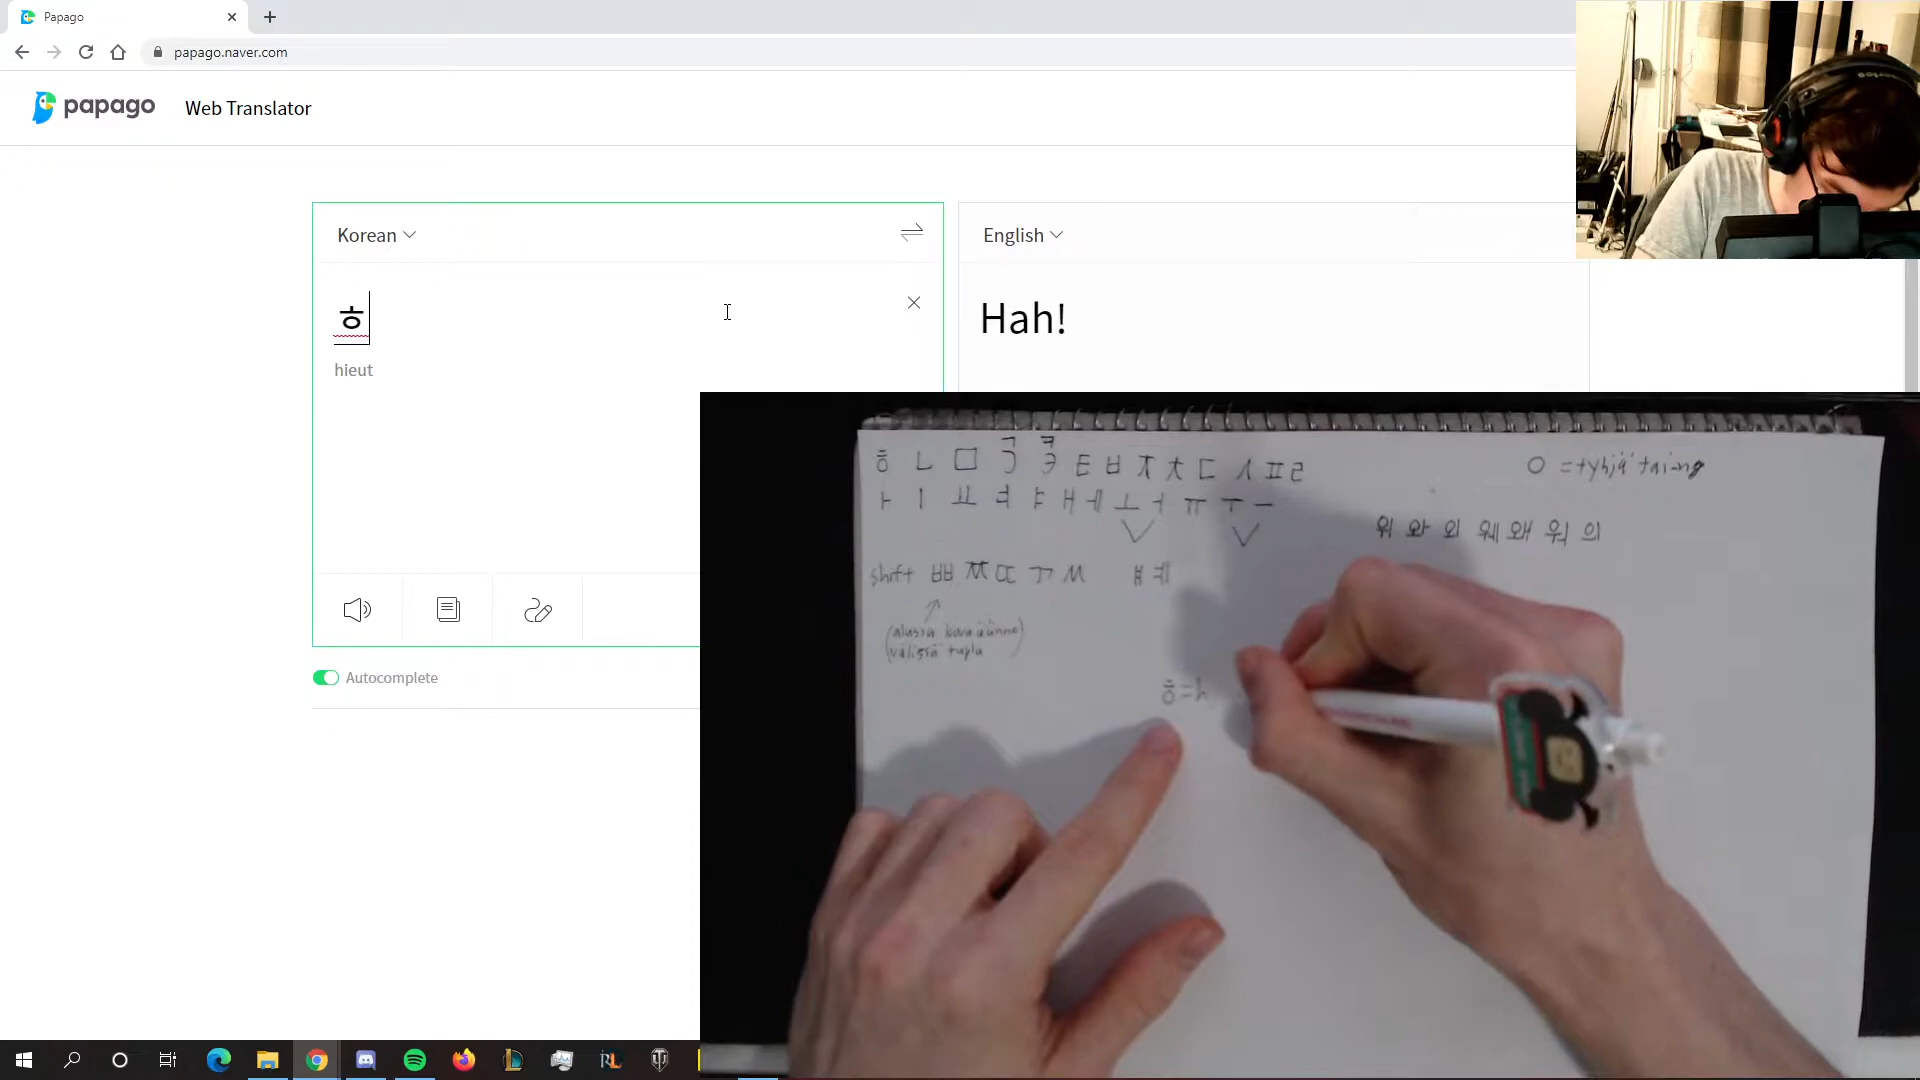 Papago
papago.naver.com
papago Web Translator
Korean
English
ㅎ
Hah!
hieut
Autocomplete
ㅎ ㄴ ㅁ ㄱ ㅋ ㅌ ㅂ ㅈ ㅊ ㄷ ㅅ ㅍ ㄹ
ㅇ = tyhjä tai -ng
ㅏ ㅣ ㅛ ㅕ ㅑ ㅐ ㅔ ㅗ ㅓ ㅠ ㅜ ㅡ
위 와 외 웨 왜 워 의
shift ㅃ ㅉ ㄸ ㄲ ㅆ ㅒ ㅖ
(alussa kova äänne)
(välissä tupla)
ㅎ=h